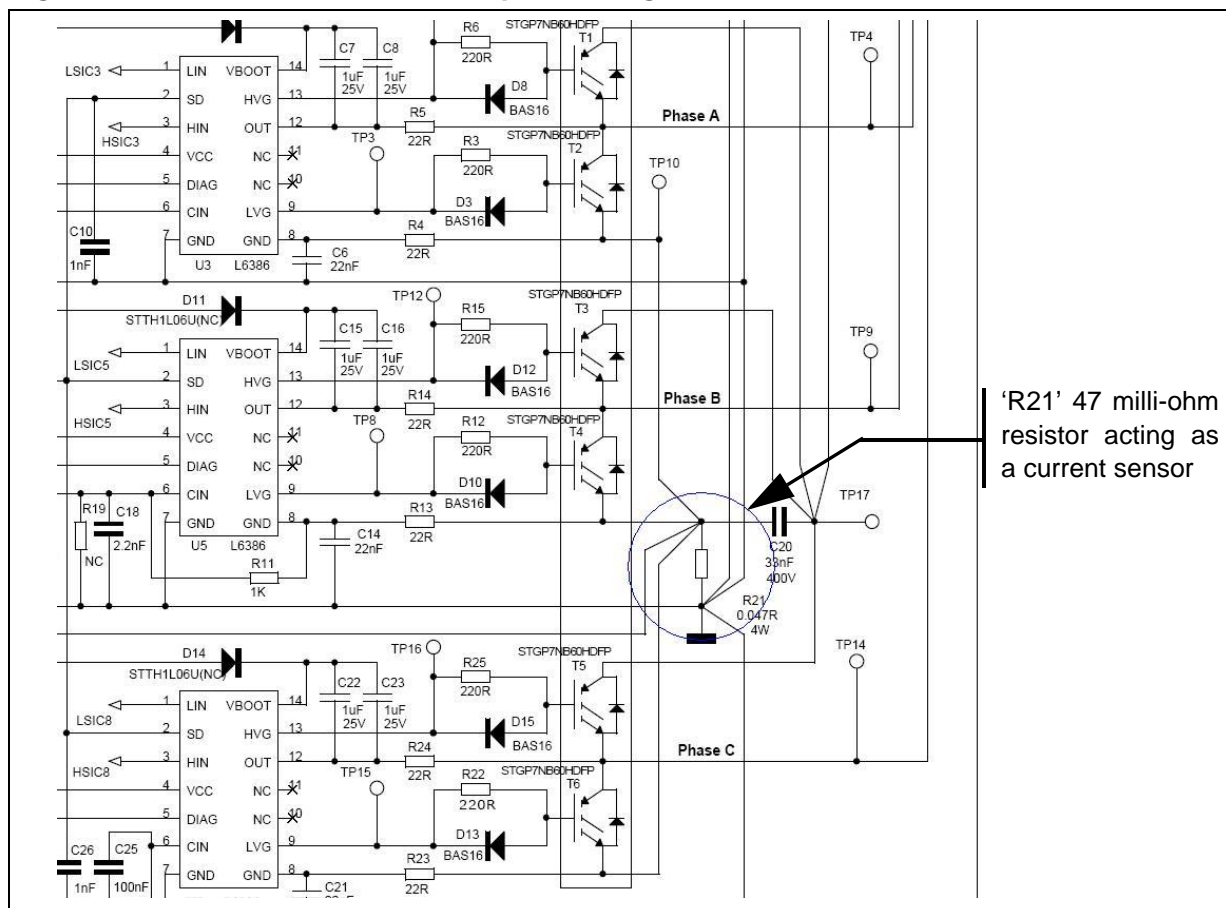 R6
STGP7NB60HDFP
T1
TP4
C7
C8
220R
LSIC3
1
LIN
VBOOT
14
1uF
25V
1uF
25V
D8
2
SD
HVG
13
BAS16
R5
3
HIN
OUT
12
Phase A
HSIC3
TP3
22R
STGP7NB60HDFP
T2
R3
4
VCC
NC
11
TP10
220R
5
DIAG
NC
10
D3
6
CIN
LVG
9
BAS16
R4
C10
7
GND
GND
8
22R
1nF
U3
L6386
C6
22nF
D11
STTH1L06U(NC)
TP12
R15
STGP7NB60HDFP
T3
TP9
C15
C16
220R
LSIC5
1
LIN
VBOOT
14
1uF
25V
1uF
25V
D12
2
SD
HVG
13
BAS16
R14
3
HIN
OUT
12
Phase B
HSIC5
TP8
22R
STGP7NB60HDFP
T4
R12
4
VCC
NC
11
220R
5
DIAG
NC
10
D10
6
CIN
LVG
9
BAS16
R19
C18
R13
7
GND
GND
8
22R
NC
2.2nF
U5
L6386
C14
22nF
R11
1K
TP17
C20
33nF
400V
R21
0.047R
4W
'R21' 47 milli-ohm
resistor acting as
a current sensor
D14
STTH1L06U(NC)
TP16
R25
STGP7NB60HDFP
T5
TP14
C22
C23
220R
LSIC8
1
LIN
VBOOT
14
1uF
25V
1uF
25V
D15
2
SD
HVG
13
BAS16
R24
3
HIN
OUT
12
Phase C
HSIC8
TP15
22R
STGP7NB60HDFP
T6
R22
4
VCC
NC
11
220R
5
DIAG
NC
10
D13
6
CIN
LVG
9
BAS16
C26
C25
R23
7
GND
GND
8
22R
1nF
100nF
C21